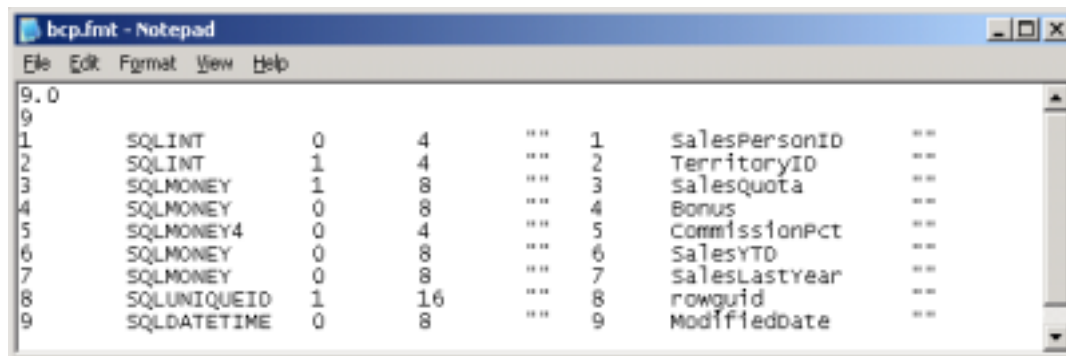 bcp.fmt - Notepad
File Edit Format View Help
9.0
9
1 SQLINT 0 4 "" 1 SalesPersonID ""
2 SQLINT 1 4 "" 2 TerritoryID ""
3 SQLMONEY 1 8 "" 3 SalesQuota ""
4 SQLMONEY 0 8 "" 4 Bonus ""
5 SQLMONEY4 0 4 "" 5 CommissionPct ""
6 SQLMONEY 0 8 "" 6 SalesYTD ""
7 SQLMONEY 0 8 "" 7 SalesLastYear ""
8 SQLUNIQUEID 1 16 "" 8 rowguid ""
9 SQLDATETIME 0 8 "" 9 ModifiedDate ""